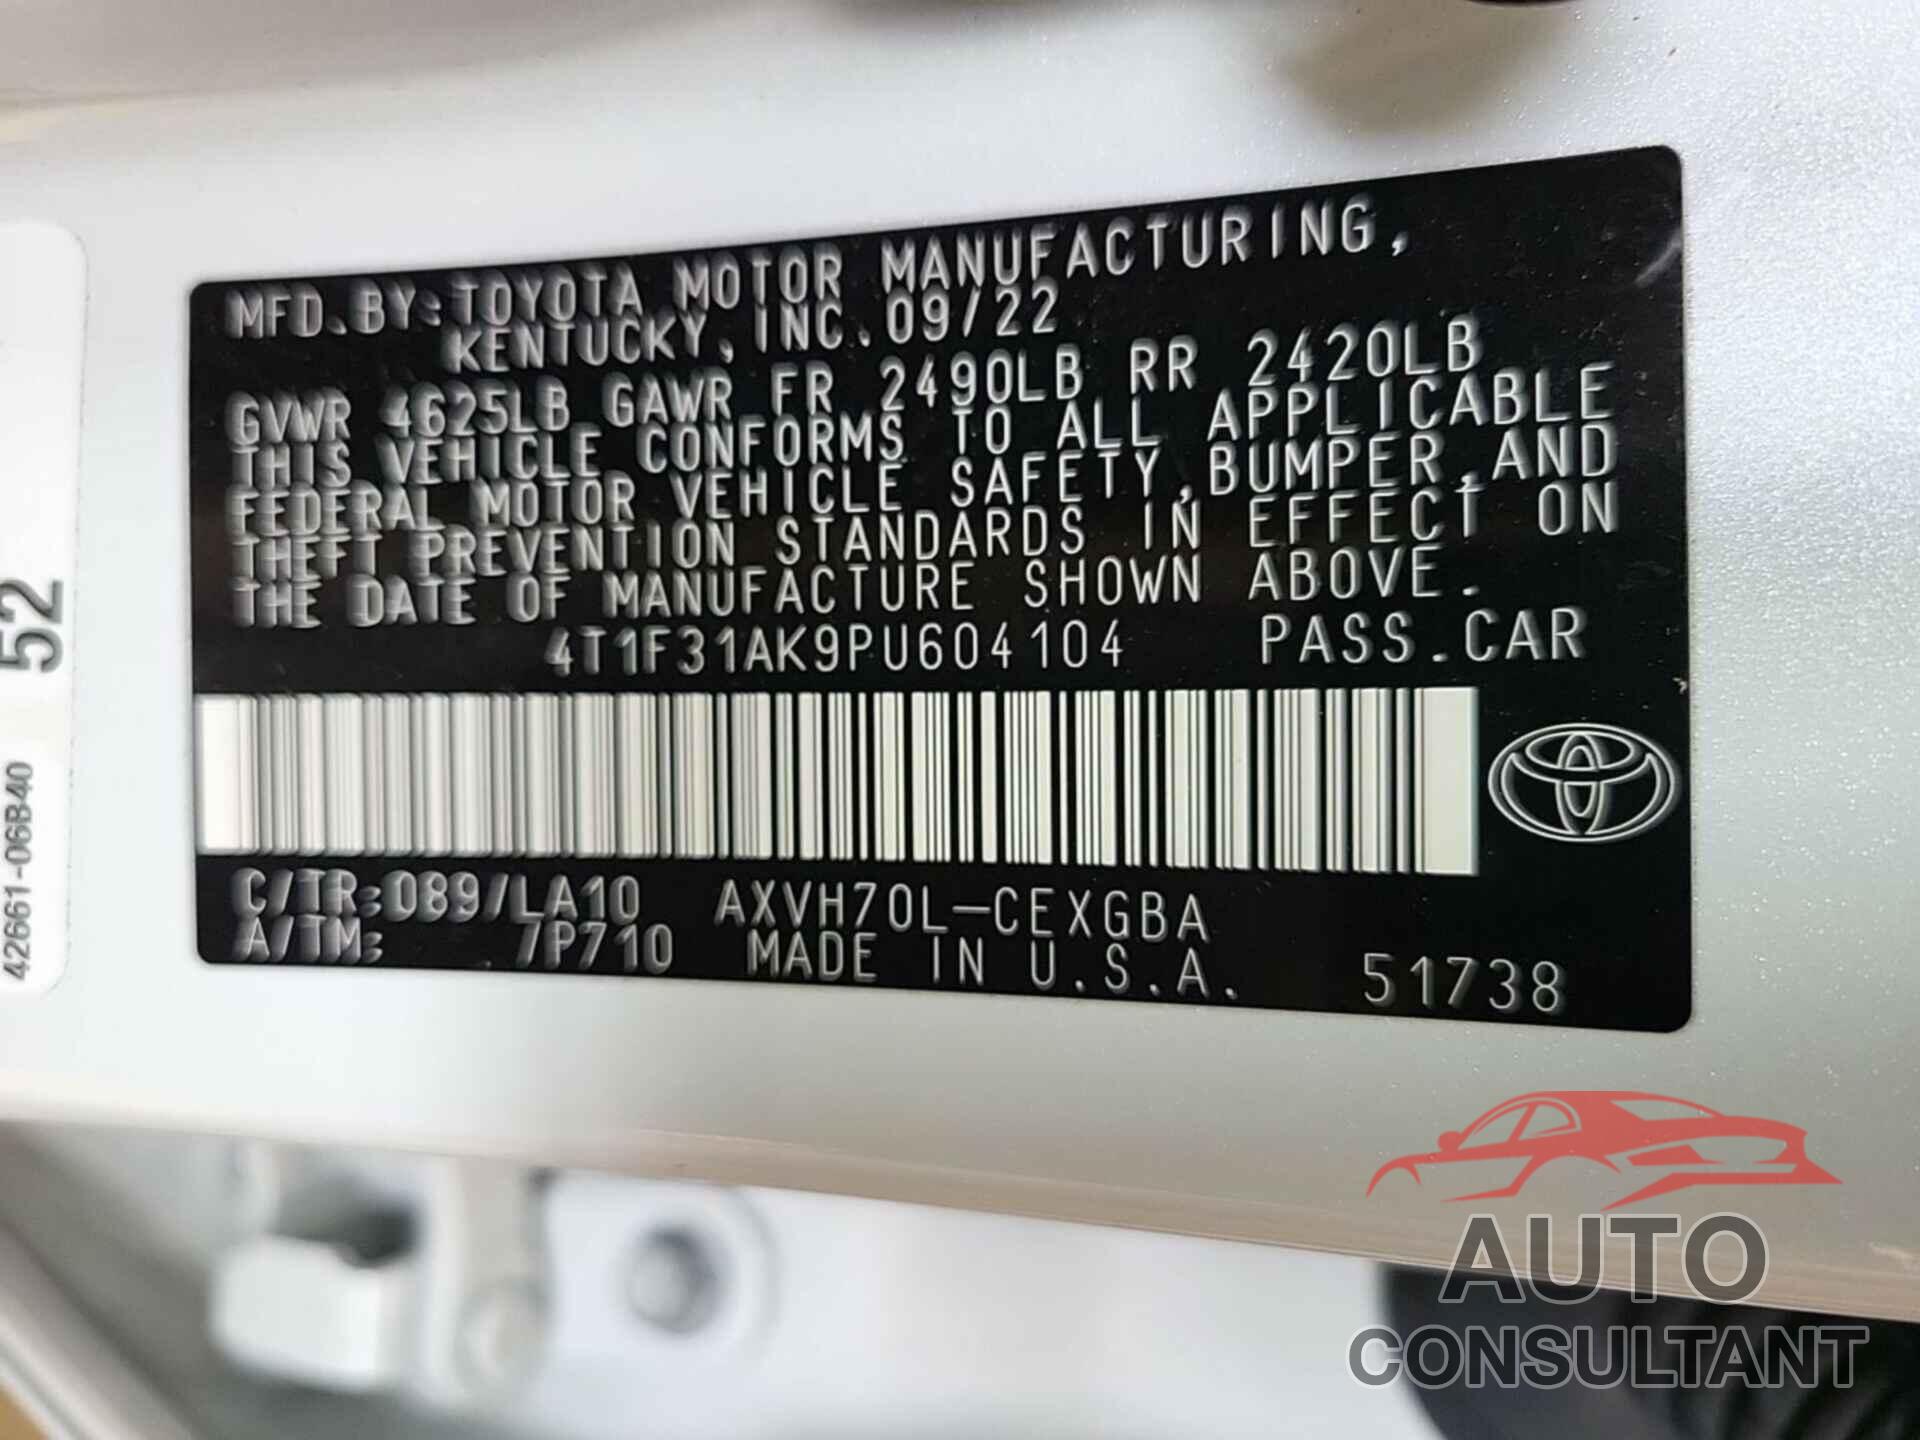 MFD.BY:TOYOTA MOTOR MANUFACTURING,
KENTUCKY, INC. 09/22
GVWR 4625LB GAWR FR 2490LB RR 2420LB
THIS VEHICLE CONFORMS TO ALL APPLICABLE
FEDERAL MOTOR VEHICLE SAFETY, BUMPER, AND
THEFT PREVENTION STANDARDS IN EFFECT ON
THE DATE OF MANUFACTURE SHOWN ABOVE.
4T1F31AK9PU604104 PASS.CAR
C/TR:089/LA10 AXVH70L-CEXGBA
A/TM: 7P710 MADE IN U.S.A. 51738
52
42661-06B40
AUTO
CONSULTANT